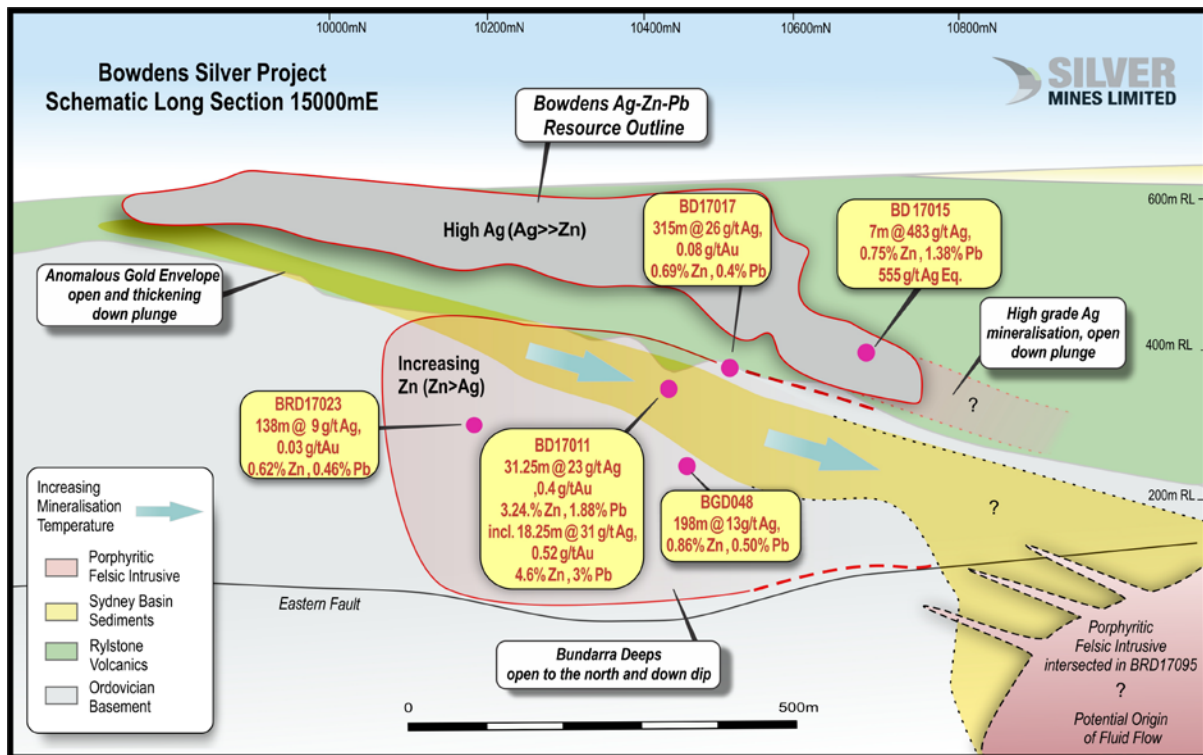 10000mN
10200mN
10400mN
10600mN
10800mN
Bowdens Silver Project
Schematic Long Section 15000mE
SILVER
MINES LIMITED
Bowdens Ag-Zn-Pb
Resource Outline
600m RL
High Ag (Ag>>Zn)
BD17017
315m @ 26 g/t Ag,
0.08 g/tAu
0.69% Zn , 0.4% Pb
BD 17015
7m @ 483 g/t Ag,
0.75% Zn , 1.38% Pb
555 g/t Ag Eq.
Anomalous Gold Envelope
open and thickening
down plunge
High grade Ag
mineralisation, open
down plunge
400m RL
Increasing
Zn (Zn>Ag)
?
BRD17023
138m @ 9 g/t Ag,
0.03 g/tAu
0.62% Zn , 0.46% Pb
BD17011
31.25m @ 23 g/t Ag
,0.4 g/tAu
3.24.% Zn , 1.88% Pb
incl. 18.25m @ 31 g/t Ag,
0.52 g/tAu
4.6% Zn , 3% Pb
BGD048
198m @ 13g/t Ag,
0.86% Zn , 0.50% Pb
200m RL
?
Increasing
Mineralisation
Temperature
Porphyritic
Felsic Intrusive
Sydney Basin
Sediments
Rylstone
Volcanics
Ordovician
Basement
Eastern Fault
Bundarra Deeps
open to the north and down dip
Porphyritic
Felsic Intrusive
intersected in BRD17095
?
Potential Origin
of Fluid Flow
0
500m